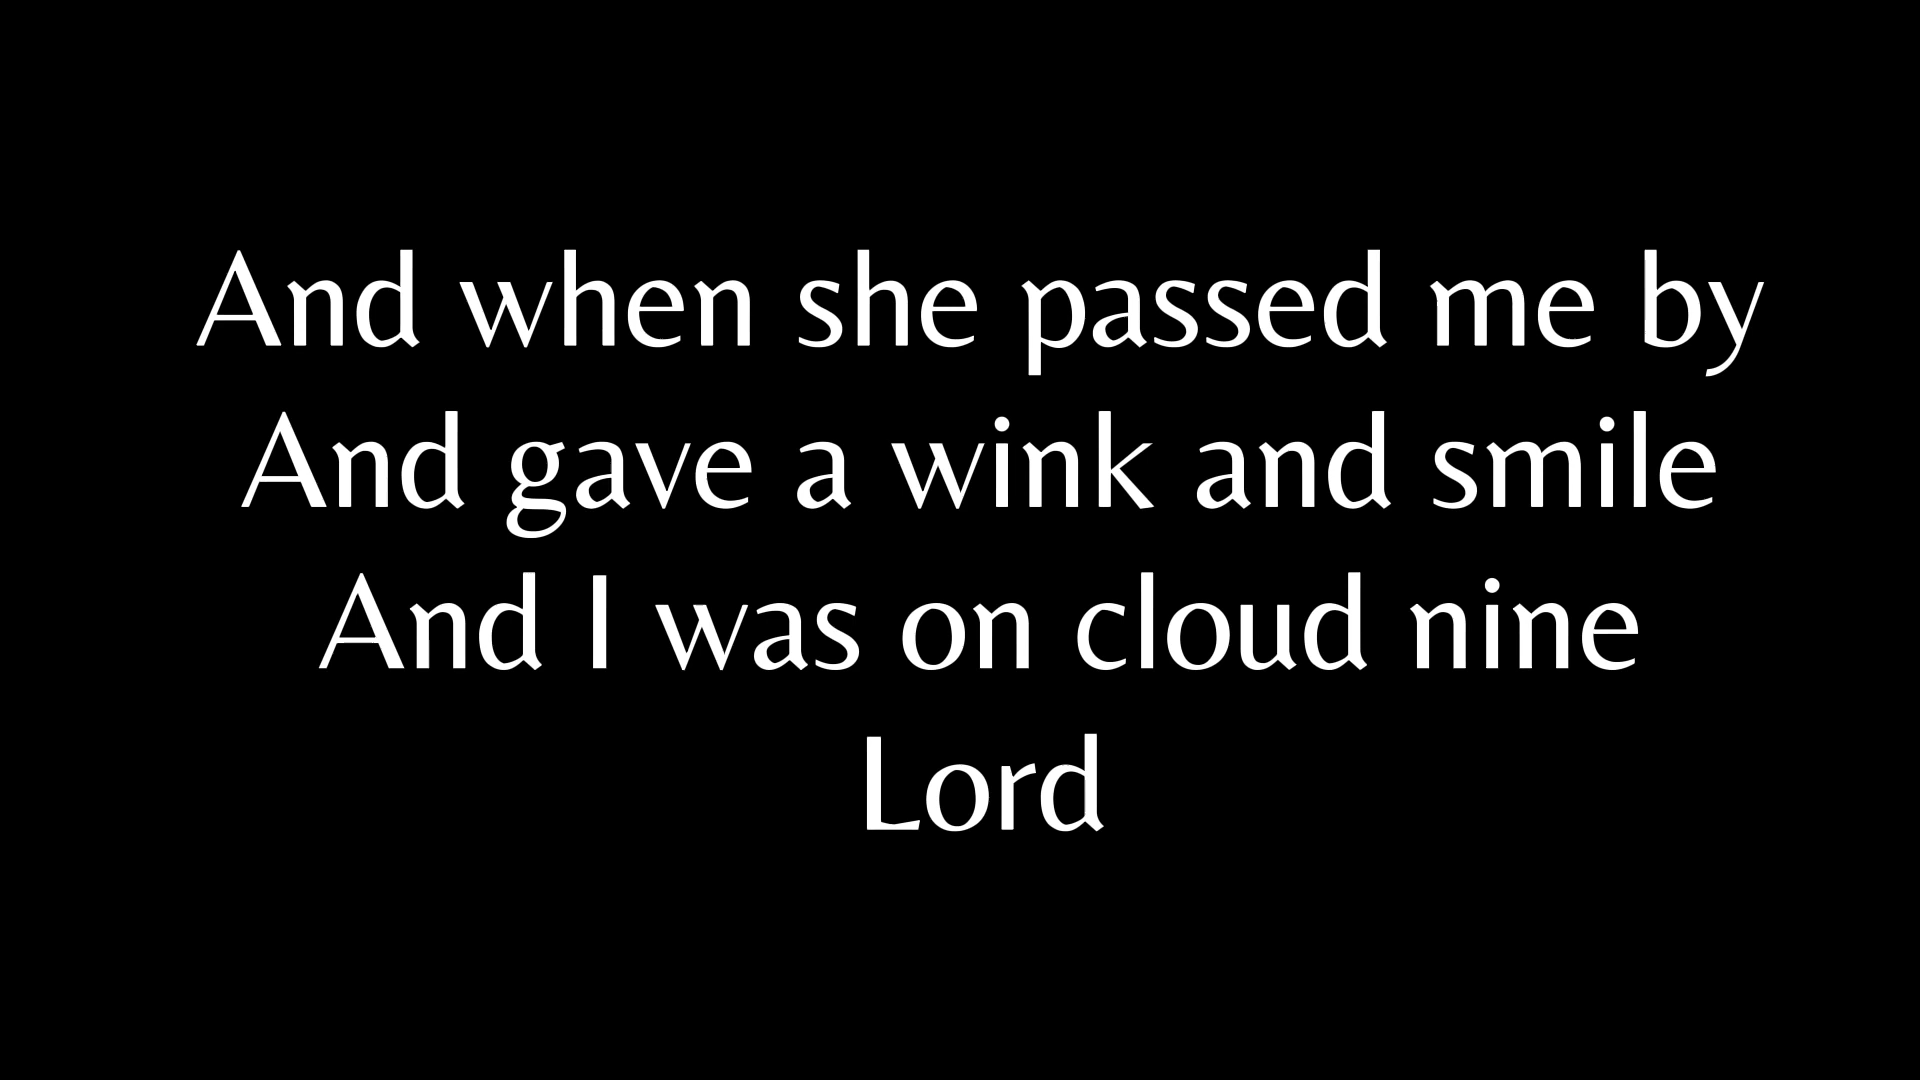 And when she passed me by
And gave a wink and smile
And I was on cloud nine
Lord